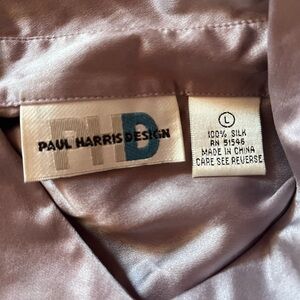 PHD
PAUL HARRIS DESIGN
L
100% SILK
RN 51546
MADE IN CHINA
CARE SEE REVERSE